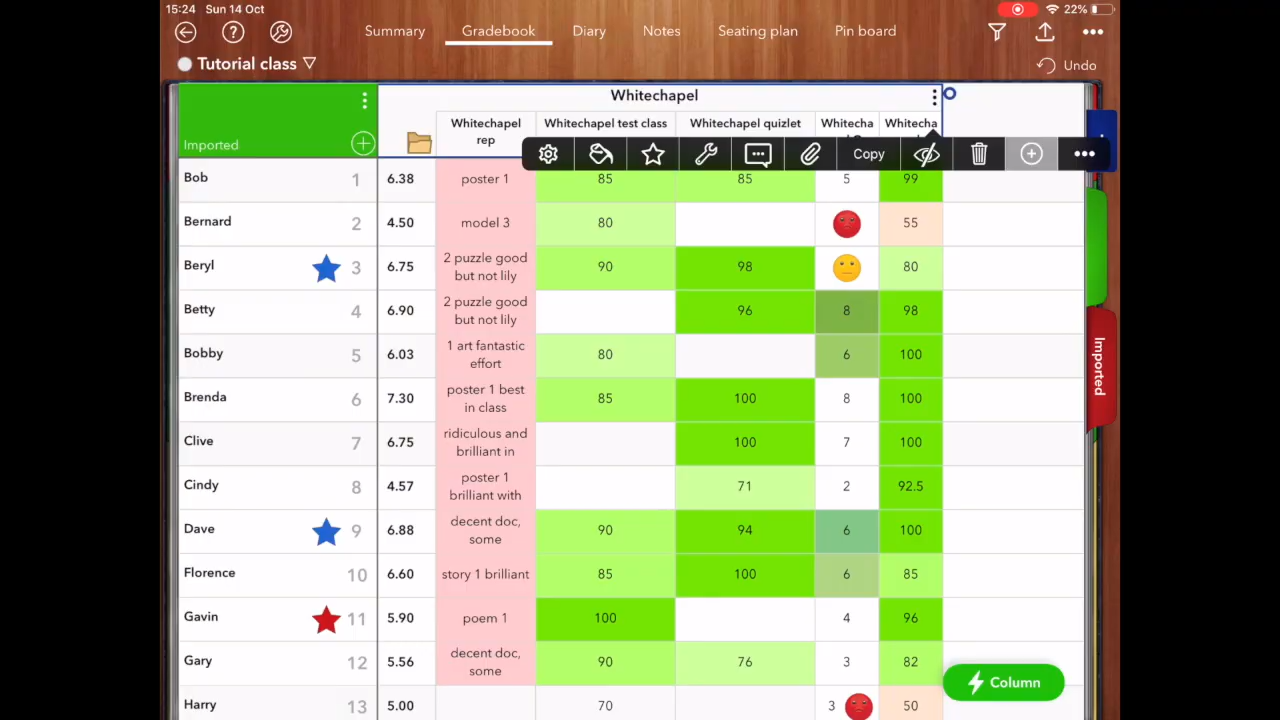 15:24 Sun 14 Oct
22%
Summary Gradebook Diary Notes Seating plan Pin board
Tutorial class
Undo
Whitechapel
Imported
Whitechapel
rep
Whitechapel test class
Whitechapel quizlet
Whitecha
Whitecha
Copy
Bob 1 6.38 poster 1 85 85 5 99
Bernard 2 4.50 model 3 80 55
Beryl 3 6.75 2 puzzle good
but not lily 90 98 80
Betty 4 6.90 2 puzzle good
but not lily 96 8 98
Bobby 5 6.03 1 art fantastic
effort 80 6 100
Brenda 6 7.30 poster 1 best
in class 85 100 8 100
Clive 7 6.75 ridiculous and
brilliant in 100 7 100
Cindy 8 4.57 poster 1
brilliant with 71 2 92.5
Dave 9 6.88 decent doc,
some 90 94 6 100
Florence 10 6.60 story 1 brilliant 85 100 6 85
Gavin 11 5.90 poem 1 100 4 96
Gary 12 5.56 decent doc,
some 90 76 3 82
Harry 13 5.00 70 3 50
Imported
Column